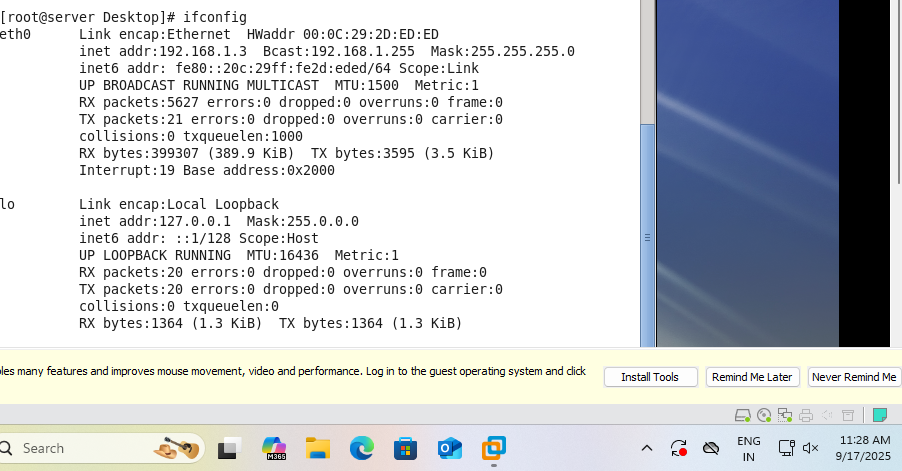 [root@server Desktop]# ifconfig
eth0      Link encap:Ethernet  HWaddr 00:0C:29:2D:ED:ED
          inet addr:192.168.1.3  Bcast:192.168.1.255  Mask:255.255.255.0
          inet6 addr: fe80::20c:29ff:fe2d:eded/64 Scope:Link
          UP BROADCAST RUNNING MULTICAST  MTU:1500  Metric:1
          RX packets:5627 errors:0 dropped:0 overruns:0 frame:0
          TX packets:21 errors:0 dropped:0 overruns:0 carrier:0
          collisions:0 txqueuelen:1000
          RX bytes:399307 (389.9 KiB)  TX bytes:3595 (3.5 KiB)
          Interrupt:19 Base address:0x2000

lo        Link encap:Local Loopback
          inet addr:127.0.0.1  Mask:255.0.0.0
          inet6 addr: ::1/128 Scope:Host
          UP LOOPBACK RUNNING  MTU:16436  Metric:1
          RX packets:20 errors:0 dropped:0 overruns:0 frame:0
          TX packets:20 errors:0 dropped:0 overruns:0 carrier:0
          collisions:0 txqueuelen:0
          RX bytes:1364 (1.3 KiB)  TX bytes:1364 (1.3 KiB)
many features and improves mouse movement, video and performance. Log in to the guest operating system and click
Install Tools
Remind Me Later
Never Remind Me
Search
M365
ENG
IN
11:28 AM
9/17/2025